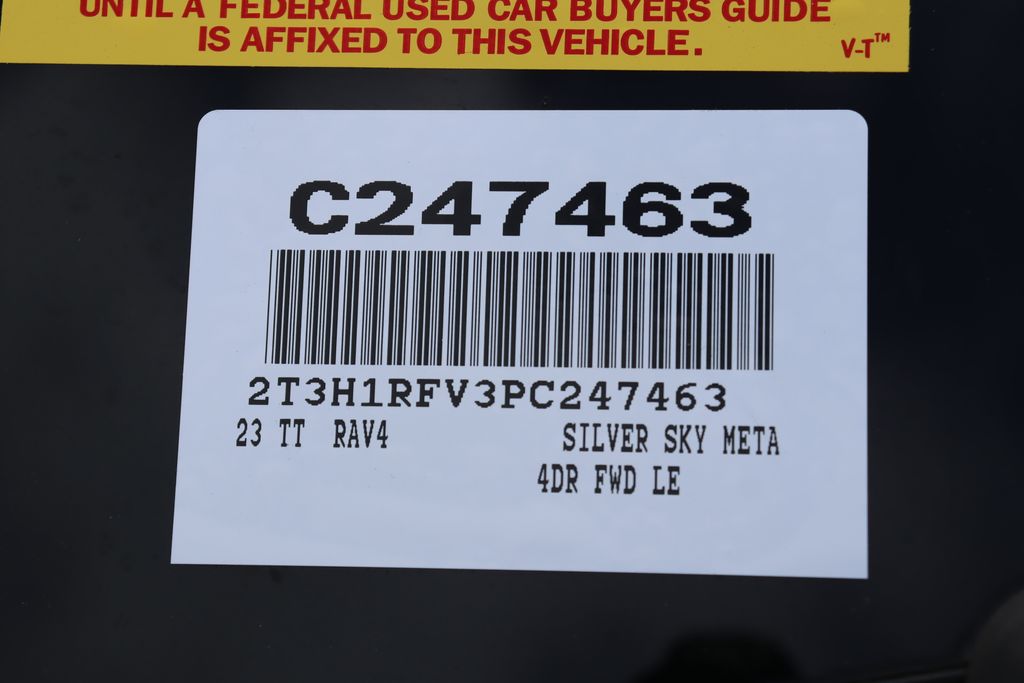 UNTIL A FEDERAL USED CAR BUYERS GUIDE
IS AFFIXED TO THIS VEHICLE.
V-T™
C247463
2T3H1RFV3PC247463
23 TT RAV4 SILVER SKY META
4DR FWD LE